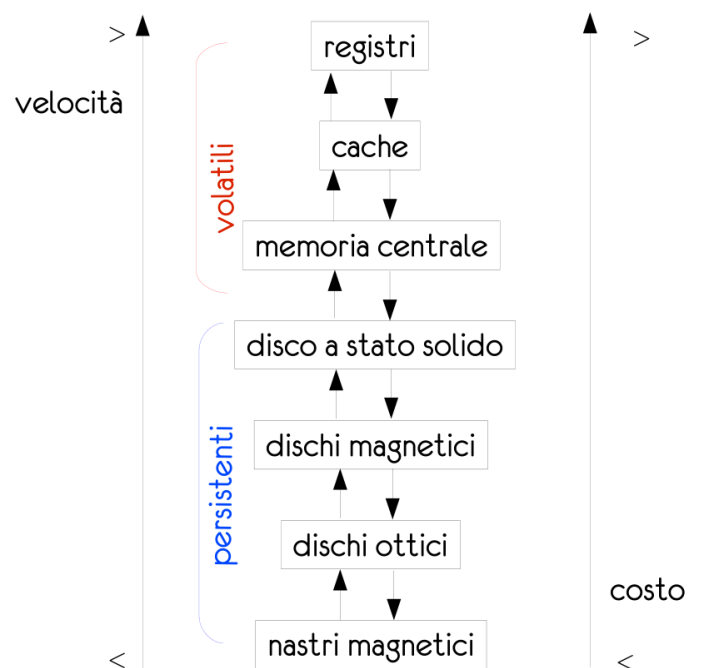 >
>
registri
velocità
cache
volatili
memoria centrale
disco a stato solido
dischi magnetici
persistenti
dischi ottici
costo
nastri magnetici
<
<